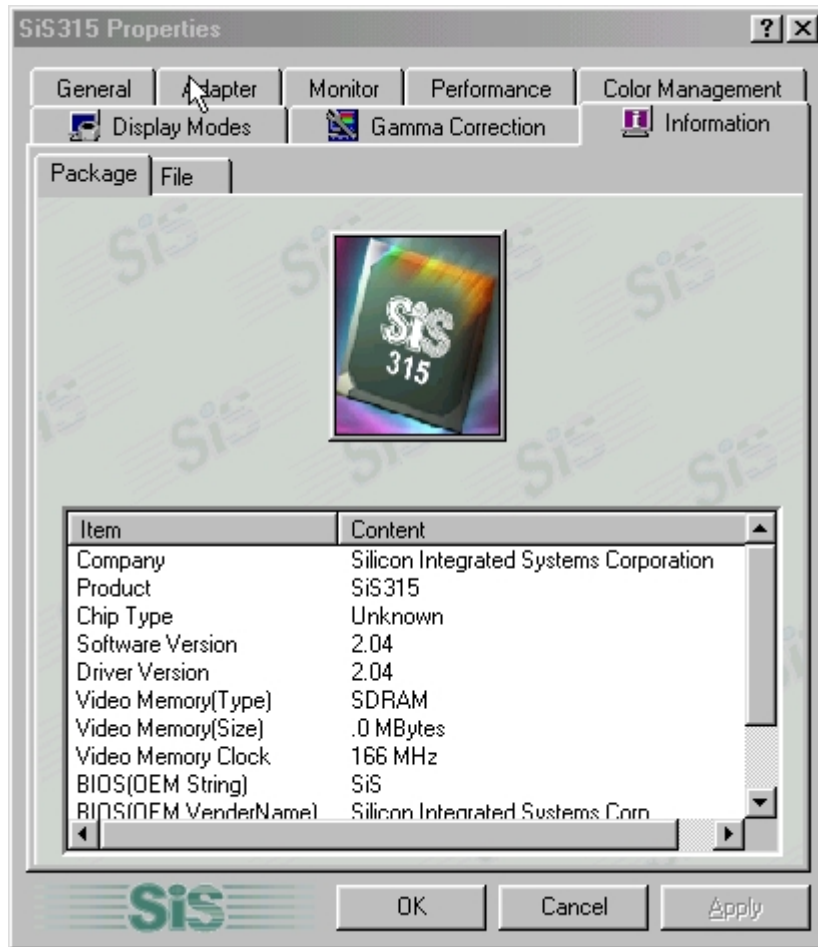 SiS315 Properties
General Adapter Monitor Performance Color Management
Display Modes Gamma Correction Information
Package File
SiS
315
Item Content
Company Silicon Integrated Systems Corporation
Product SiS315
Chip Type Unknown
Software Version 2.04
Driver Version 2.04
Video Memory(Type) SDRAM
Video Memory(Size) .0 MBytes
Video Memory Clock 166 MHz
BIOS(OEM String) SiS
BIOS(OEM VenderName) Silicon Integrated Systems Corp
SiS OK Cancel Apply